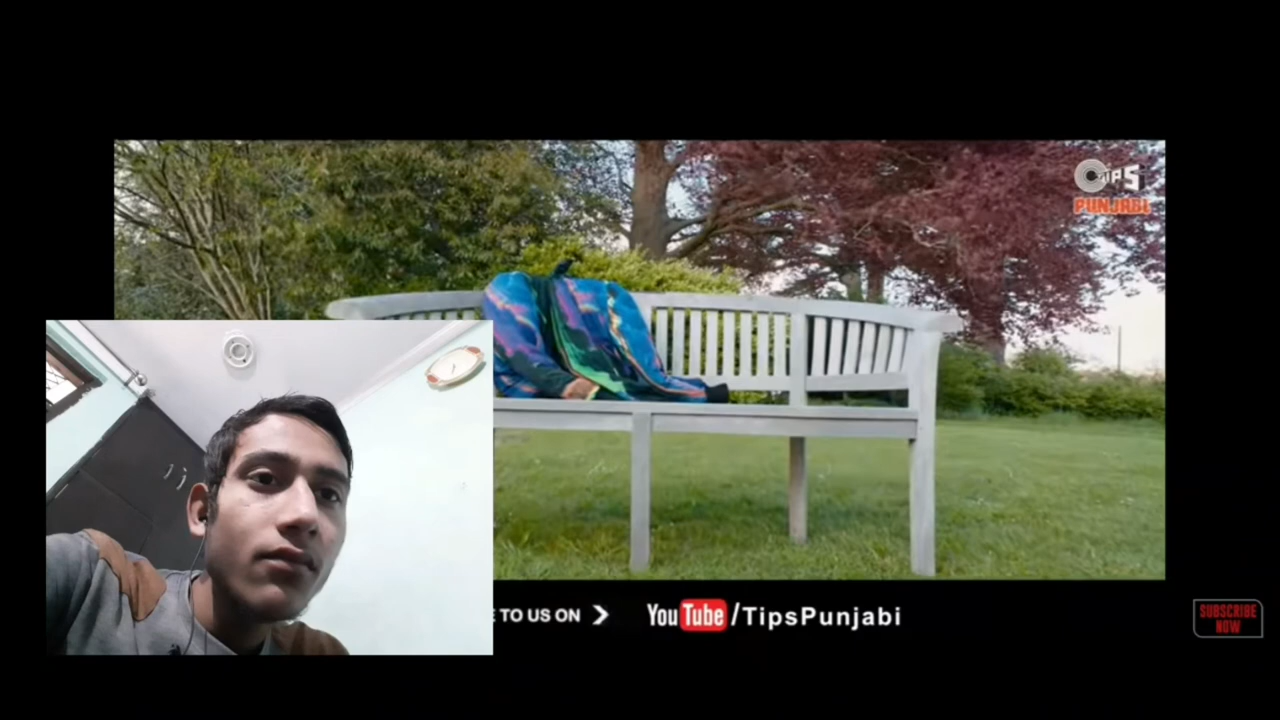 TIPS
PUNJABI
E TO US ON
YouTube/TipsPunjabi
SUBSCRIBE
NOW